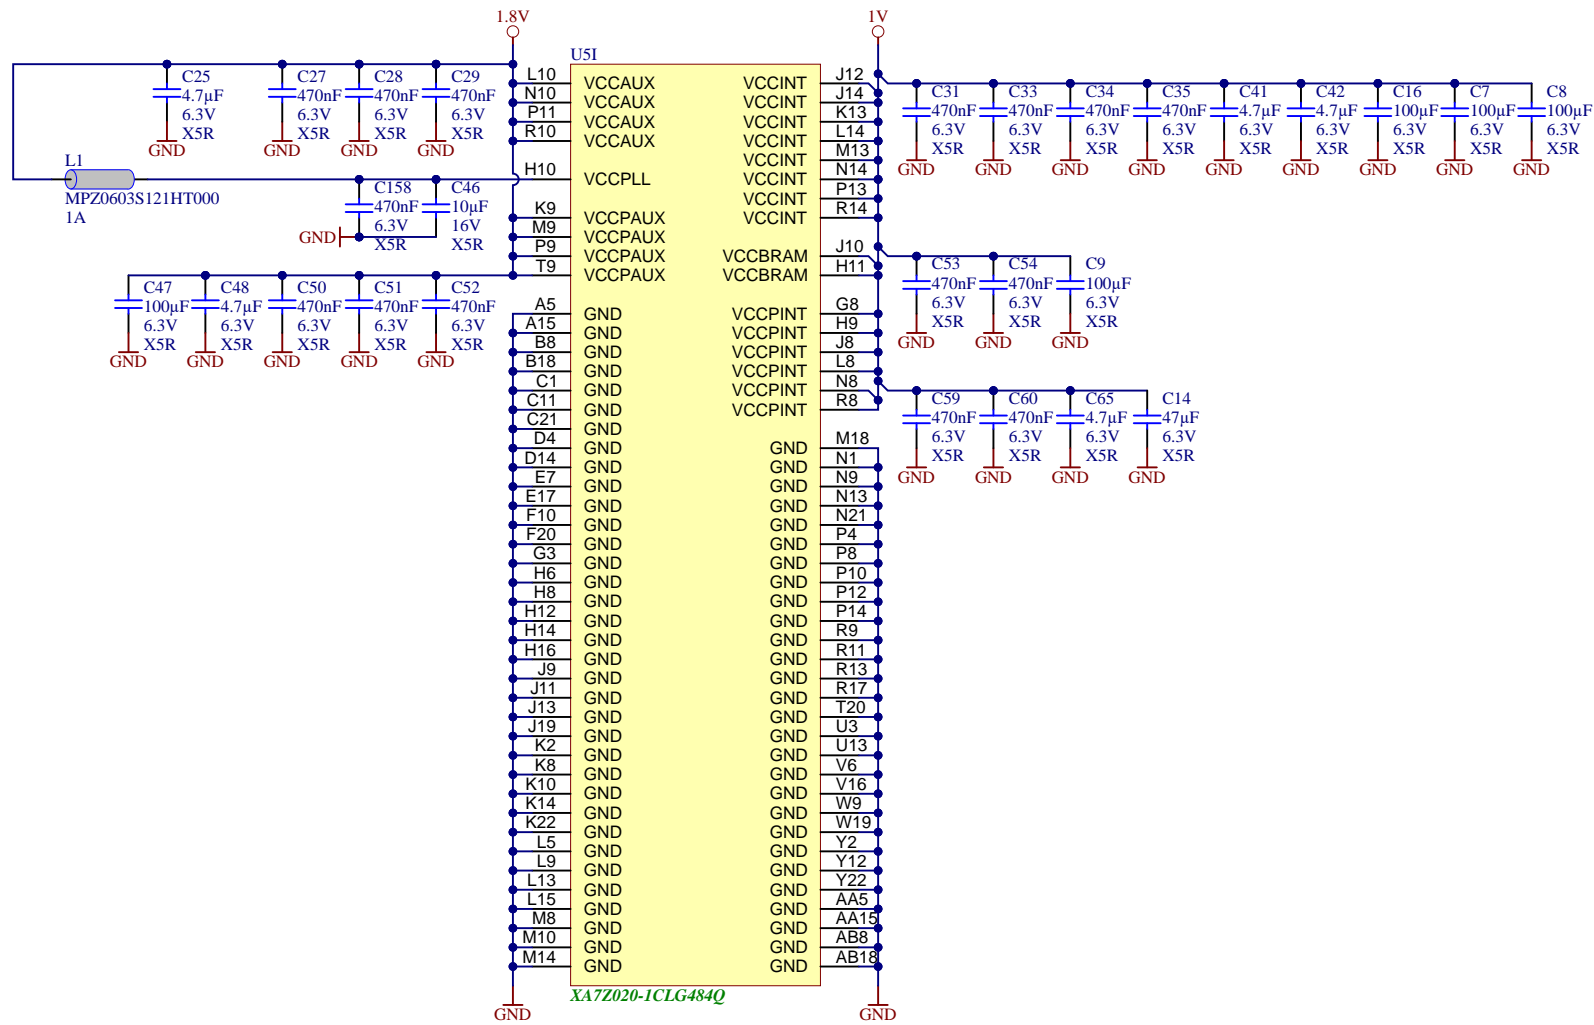 1.8V
1V
U5I
C25
4.7µF
6.3V
X5R
GND
C27
470nF
6.3V
X5R
GND
C28
470nF
6.3V
X5R
GND
C29
470nF
6.3V
X5R
GND
L1
MPZ0603S121HT000
1A
C158
470nF
6.3V
X5R
C46
10µF
16V
X5R
GND
C47
100µF
6.3V
X5R
GND
C48
4.7µF
6.3V
X5R
GND
C50
470nF
6.3V
X5R
GND
C51
470nF
6.3V
X5R
GND
C52
470nF
6.3V
X5R
GND
L10 VCCAUX
N10 VCCAUX
P11 VCCAUX
R10 VCCAUX
H10 VCCPLL
K9 VCCPAUX
M9 VCCPAUX
P9 VCCPAUX
T9 VCCPAUX
A5 GND
A15 GND
B8 GND
B18 GND
C1 GND
C11 GND
C21 GND
D4 GND
D14 GND
E7 GND
E17 GND
F10 GND
F20 GND
G3 GND
H6 GND
H8 GND
H12 GND
H14 GND
H16 GND
J9 GND
J11 GND
J13 GND
J19 GND
K2 GND
K8 GND
K10 GND
K14 GND
K22 GND
L5 GND
L9 GND
L13 GND
L15 GND
M8 GND
M10 GND
M14 GND
GND
VCCINT J12
VCCINT J14
VCCINT K13
VCCINT L14
VCCINT M13
VCCINT N14
VCCINT P13
VCCINT R14
VCCBRAM J10
VCCBRAM H11
VCCPINT G8
VCCPINT H9
VCCPINT J8
VCCPINT L8
VCCPINT N8
VCCPINT R8
GND M18
GND N1
GND N9
GND N13
GND N21
GND P4
GND P8
GND P10
GND P12
GND P14
GND R9
GND R11
GND R13
GND R17
GND T20
GND U3
GND U13
GND V6
GND V16
GND W9
GND W19
GND Y2
GND Y12
GND Y22
GND AA5
GND AA15
GND AB8
GND AB18
GND
XA7Z020-1CLG484Q
C31
470nF
6.3V
X5R
GND
C33
470nF
6.3V
X5R
GND
C34
470nF
6.3V
X5R
GND
C35
470nF
6.3V
X5R
GND
C41
4.7µF
6.3V
X5R
GND
C42
4.7µF
6.3V
X5R
GND
C16
100µF
6.3V
X5R
GND
C7
100µF
6.3V
X5R
GND
C8
100µF
6.3V
X5R
GND
C53
470nF
6.3V
X5R
GND
C54
470nF
6.3V
X5R
GND
C9
100µF
6.3V
X5R
GND
C59
470nF
6.3V
X5R
GND
C60
470nF
6.3V
X5R
GND
C65
4.7µF
6.3V
X5R
GND
C14
47µF
6.3V
X5R
GND